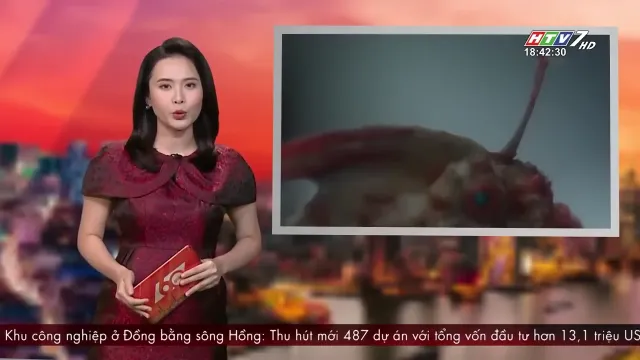 HTV7 HD
18:42:30
Khu công nghiệp ở Đồng bằng sông Hồng: Thu hút mới 487 dự án với tổng vốn đầu tư hơn 13,1 triệu US